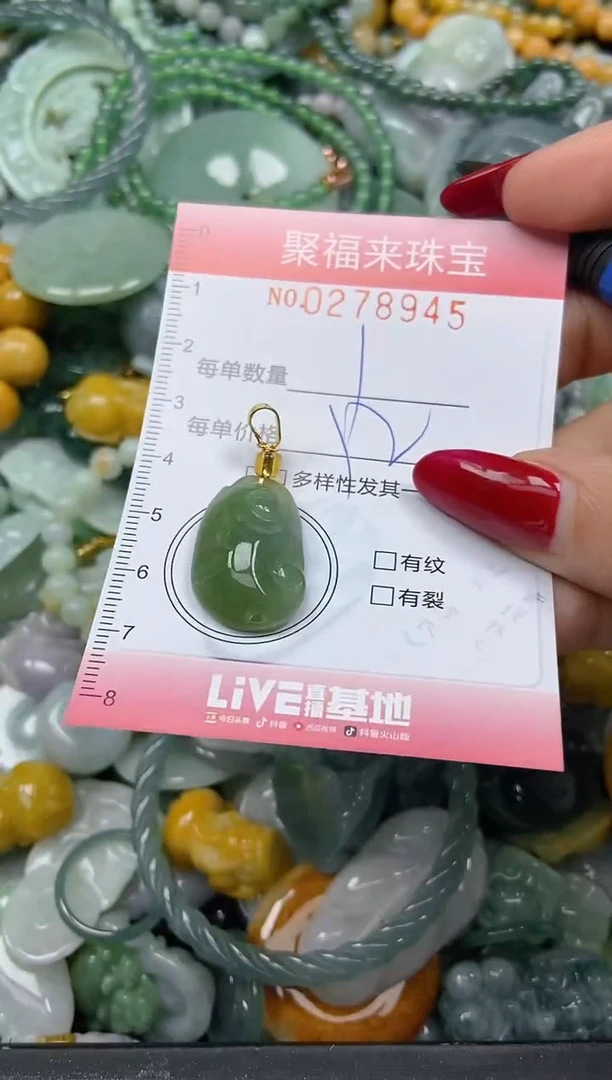 0
聚福来珠宝
1
NO.0278945
2
每单数量
3
每单价格
4
多样性发其一
5
□有纹
6
□有裂
7
8
LiVE直播基地
今日头条 抖音 西瓜视频 抖音火山版